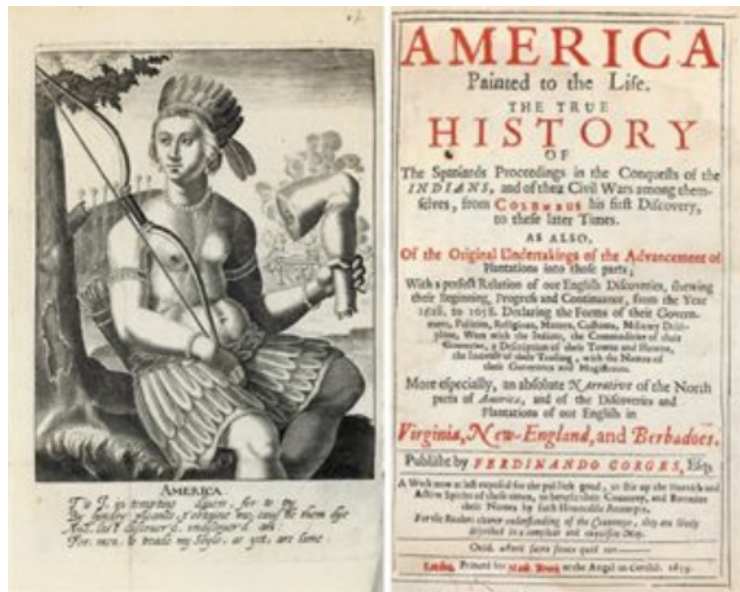 AMERICA.
in tempting for to try
AMERICA
Painted to the Life.
THE TRUE
HISTORY
OF
The Spaniards Proceedings in the Conquests of the
INDIANS, and of their Civil Wars among them-
selves, from COLUMBUS his first Discovery,
to these later Times.
AS ALSO,
Of the Original Undertakings of the Advancement of
Plantations into those parts;
With a perfect Relation of our English Discoveries, shewing
their Beginning, Progress and Continuance, from the Year
1628. to 1658. Declaring the Forms of their Govern-
ment, Policies, Religions, Maners, Customs, Military Disci-
pline, Wars with the Indians, the Commodities of their
Countries, a Description of their Towns and Havens,
the Increase of their Trading, with the Names of
their Governors and Magistrates.
More especially, an absolute Narrative of the North
parts of America, and of the Discoveries and
Plantations of our English in
Virginia, New-England, and Berbadoes.
Publisht by FERDINANDO GORGES, Esq;
A Work now at last exposed for the publick good, to stir up the
Active Spirits of these times, to benefit their Countrey, and
their Names by such Honorable Attempts.
For the Readers clearer understanding of the Countreys, they are lively
described in a compleat and exquisite Map.
London, Printed for Nath. Brook at the Angel in Cornhil. 1659.